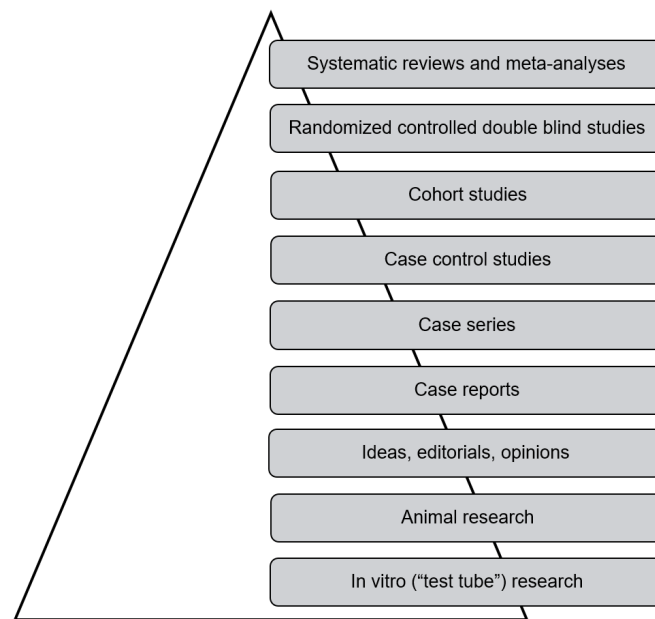 Systematic reviews and meta-analyses
Randomized controlled double blind studies
Cohort studies
Case control studies
Case series
Case reports
Ideas, editorials, opinions
Animal research
In vitro (“test tube”) research